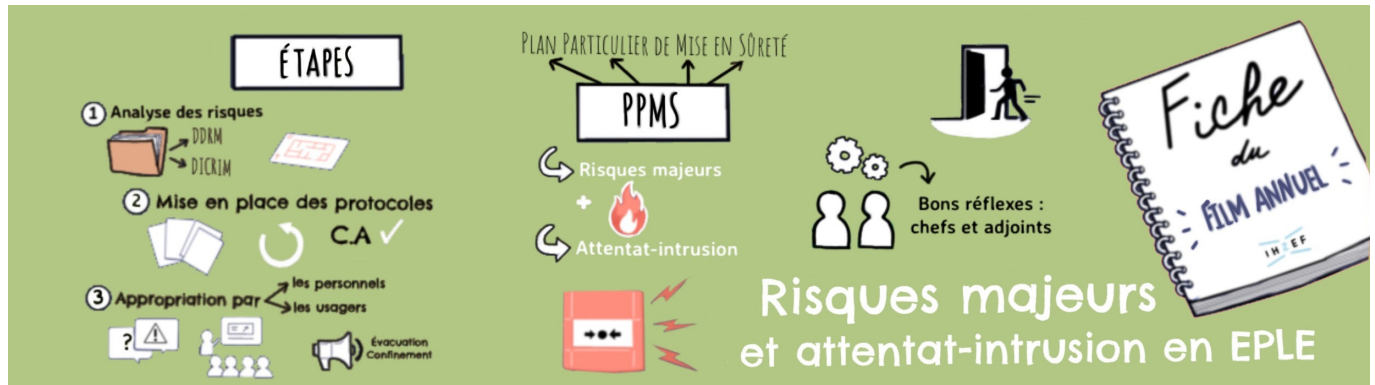 ÉTAPES
1 Analyse des risques
DDRM
DICRIM
2 Mise en place des protocoles
C.A
3 Appropriation par
les personnels
les usagers
?
!
Évacuation
Confinement
PLAN PARTICULIER DE MISE EN SÛRETÉ
PPMS
Risques majeurs
+
Attentat-intrusion
Bons réflexes :
chefs et adjoints
Fiche
du
FILM ANNUEL
IH2EF
Risques majeurs
et attentat-intrusion en EPLE